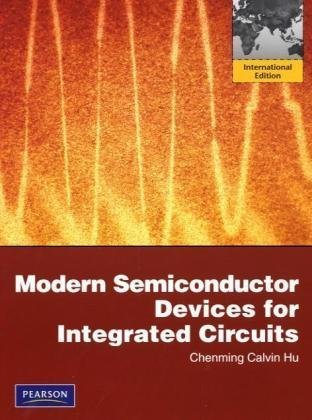 International
Edition
Modern Semiconductor
Devices for
Integrated Circuits
Chenming Calvin Hu
PEARSON